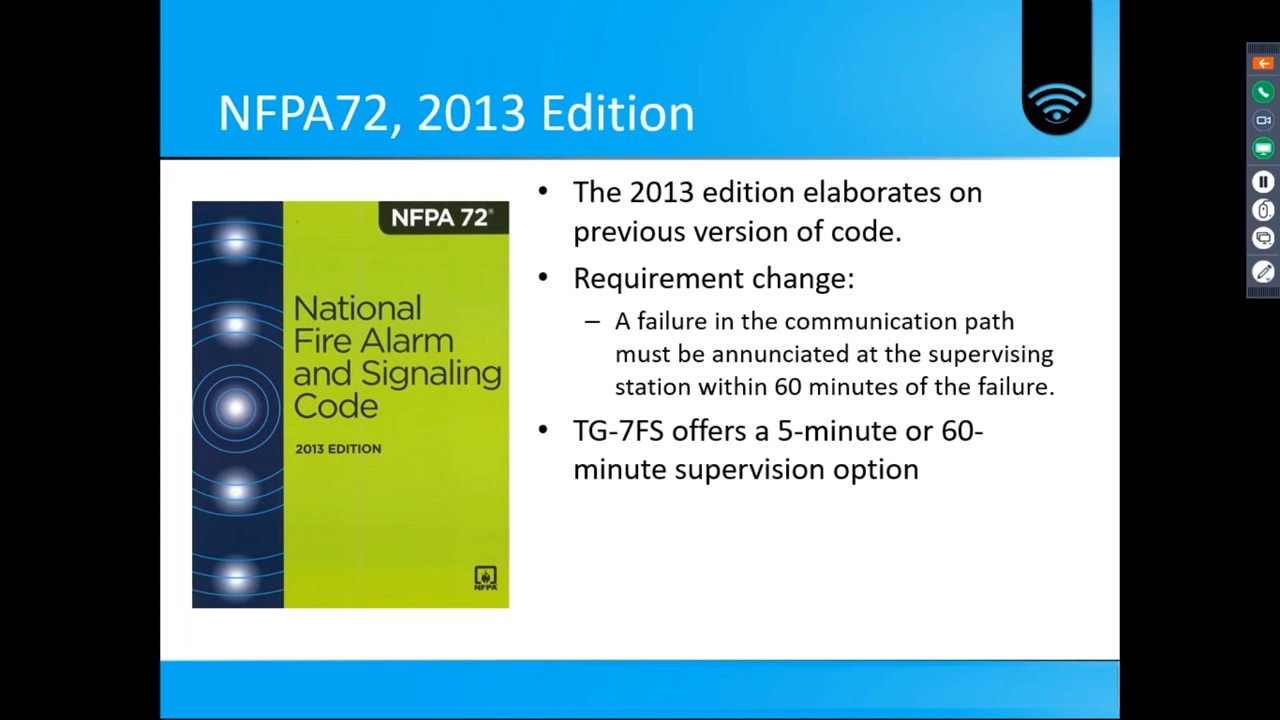 NFPA72, 2013 Edition
NFPA 72®
National
Fire Alarm
and Signaling
Code
2013 EDITION
NFPA
• The 2013 edition elaborates on
previous version of code.
• Requirement change:
– A failure in the communication path
must be annunciated at the supervising
station within 60 minutes of the failure.
• TG-7FS offers a 5-minute or 60-
minute supervision option